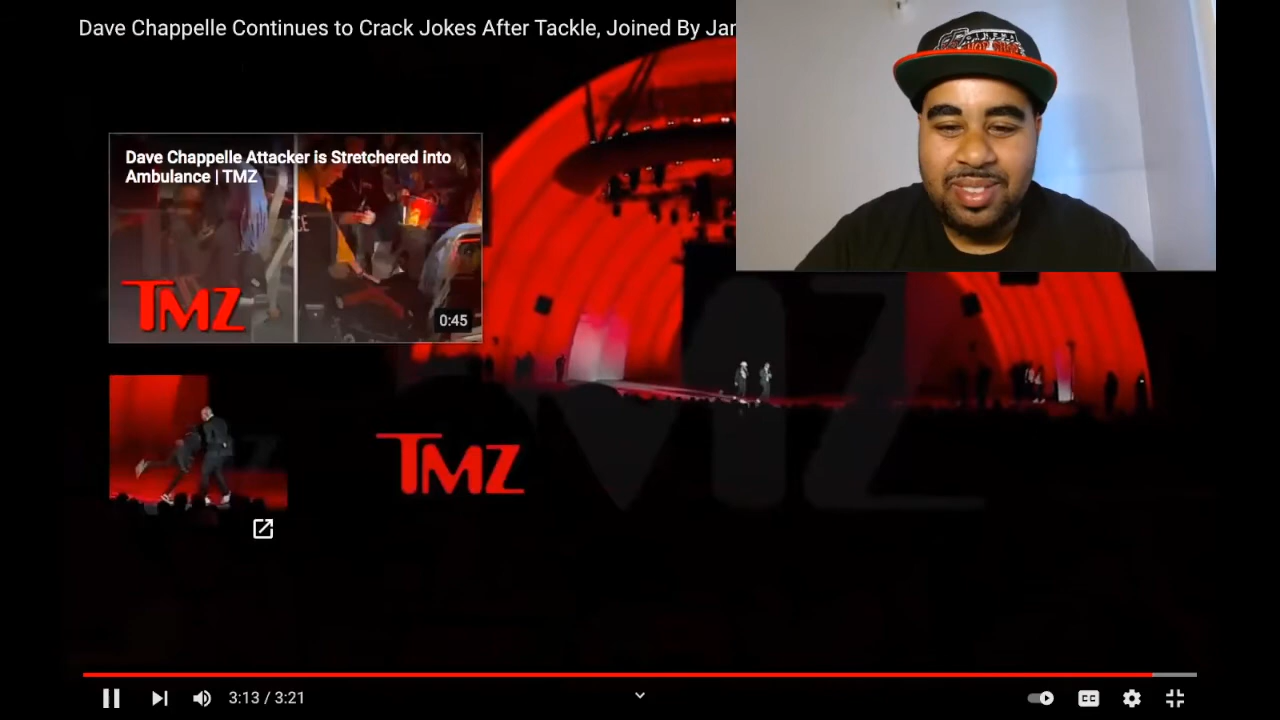 Dave Chappelle Continues to Crack Jokes After Tackle, Joined By Jar
Dave Chappelle Attacker is Stretchered into
Ambulance | TMZ
TMZ
0:45
TMZ
3:13 / 3:21
CC